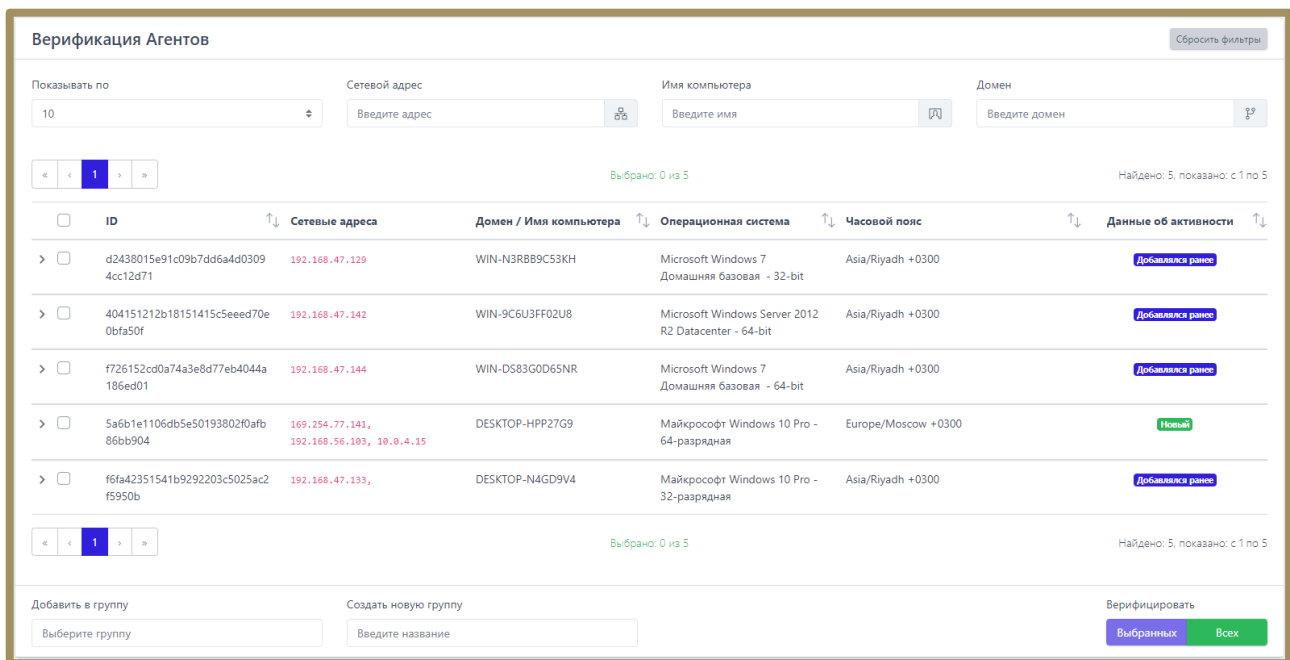 Верификация Агентов
Сбросить фильтры
Показывать по
Сетевой адрес
Имя компьютера
Домен
10
Введите адрес
Введите имя
Введите домен
« ‹ 1 › »
Выбрано: 0 из 5
Найдено: 5, показано: с 1 по 5
ID
Сетевые адреса
Домен / Имя компьютера
Операционная система
Часовой пояс
Данные об активности
d2438015e91c09b7dd6a4d0309
4cc12d71
192.168.47.129
WIN-N3RBB9C53KH
Microsoft Windows 7
Домашняя базовая - 32-bit
Asia/Riyadh +0300
Добавлялся ранее
404151212b18151415c5eeed70e
0bfa50f
192.168.47.142
WIN-9C6U3FF02U8
Microsoft Windows Server 2012
R2 Datacenter - 64-bit
Asia/Riyadh +0300
Добавлялся ранее
f726152cd0a74a3e8d77eb4044a
186ed01
192.168.47.144
WIN-DS83G0D65NR
Microsoft Windows 7
Домашняя базовая - 64-bit
Asia/Riyadh +0300
Добавлялся ранее
5a6b1e1106db5e50193802f0afb
86bb904
169.254.77.141,
192.168.56.103, 10.0.4.15
DESKTOP-HPP27G9
Майкрософт Windows 10 Pro -
64-разрядная
Europe/Moscow +0300
Новый
f6fa42351541b9292203c5025ac2
f5950b
192.168.47.133,
DESKTOP-N4GD9V4
Майкрософт Windows 10 Pro -
32-разрядная
Asia/Riyadh +0300
Добавлялся ранее
« ‹ 1 › »
Выбрано: 0 из 5
Найдено: 5, показано: с 1 по 5
Добавить в группу
Создать новую группу
Верифицировать
Выберите группу
Введите название
Выбранных
Всех